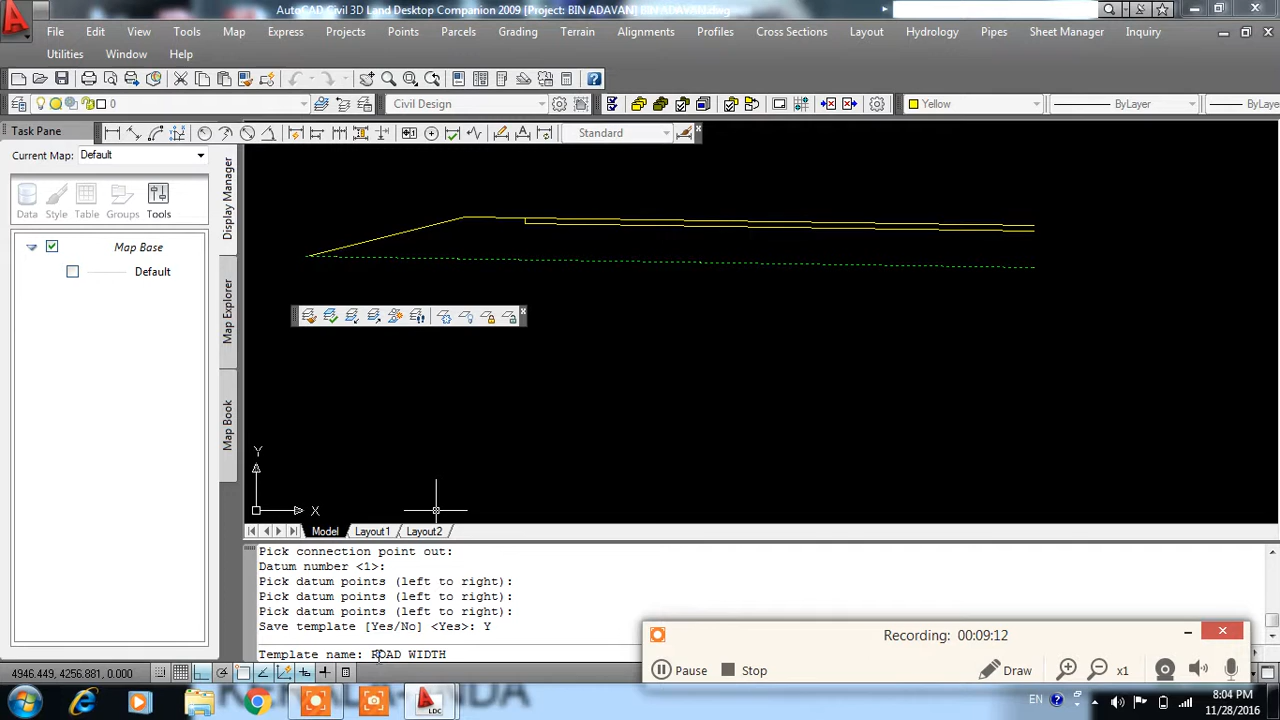 AutoCAD Civil 3D Land Desktop Companion 2009 [Project: BIN ADAVAN] BIN ADAVAN.dwg
File Edit View Tools Map Express Projects Points Parcels Grading Terrain Alignments Profiles Cross Sections Layout Hydrology Pipes Sheet Manager Inquiry
Utilities Window Help
0 Civil Design Yellow ByLayer ByLayer
Task Pane Standard
Current Map: Default
Data Style Table Groups Tools
Display Manager
Map Base
Default
Map Explorer
Map Book
Y
X
Model Layout1 Layout2
Pick connection point out:
Datum number <1>:
Pick datum points (left to right):
Pick datum points (left to right):
Pick datum points (left to right):
Save template [Yes/No] <Yes>: Y
Template name: ROAD WIDTH
Recording: 00:09:12
Pause Stop Draw x1
4946.449, 4256.881, 0.000
LDC
EN
8:04 PM
11/28/2016